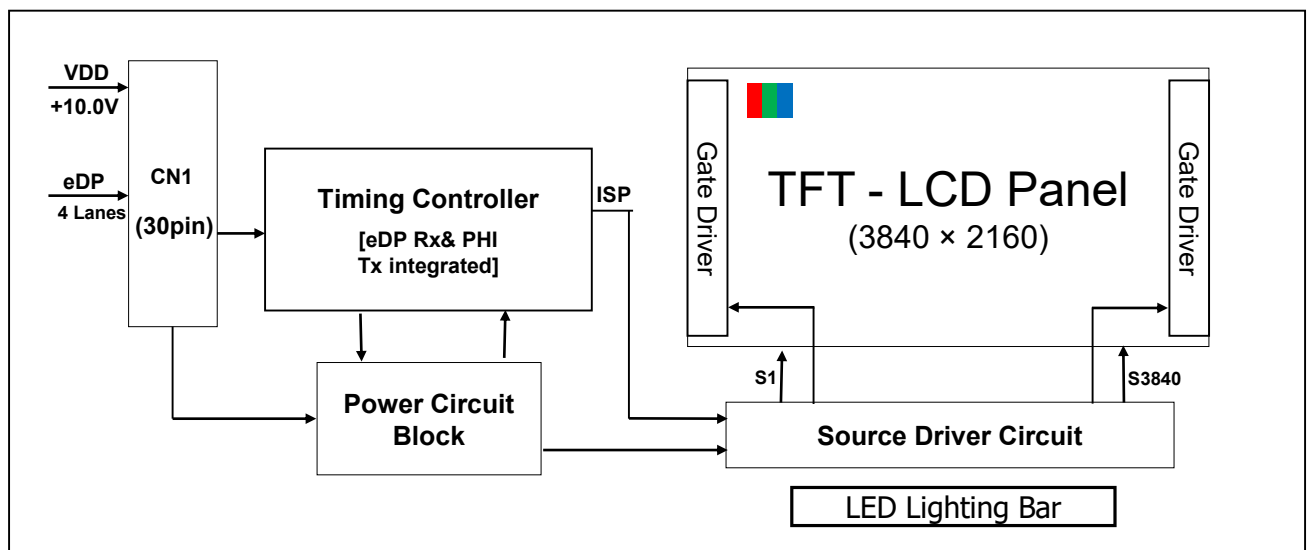 VDD
+10.0V
eDP
4 Lanes
CN1
(30pin)
Timing Controller
[eDP Rx& PHI
Tx integrated]
ISP
Power Circuit
Block
Gate Driver
TFT - LCD Panel
(3840 × 2160)
Gate Driver
S1
S3840
Source Driver Circuit
LED Lighting Bar